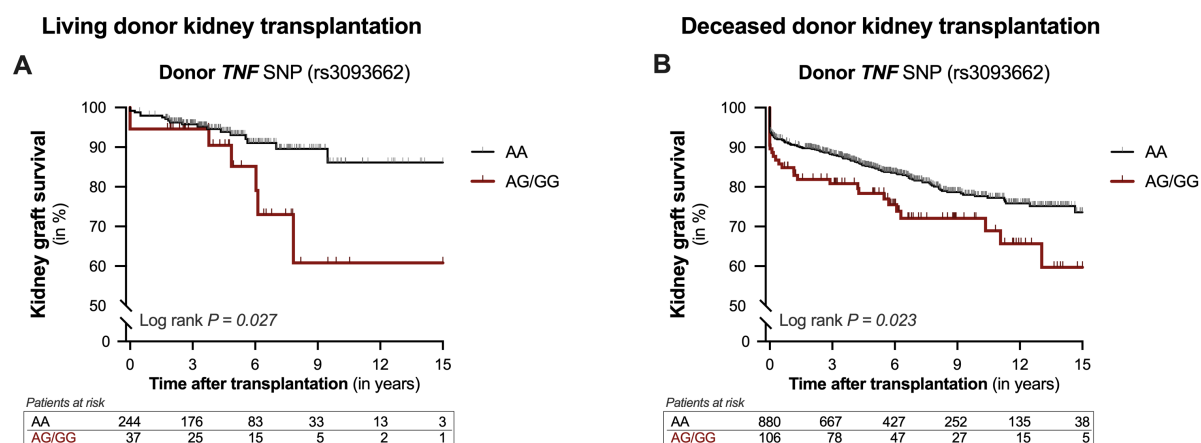 Living donor kidney transplantation
A
Donor TNF SNP (rs3093662)
Kidney graft survival
(in %)
100
90
80
70
60
50
0
AA
AG/GG
Log rank P = 0.027
0 3 6 9 12 15
Time after transplantation (in years)
Patients at risk
AA 244 176 83 33 13 3
AG/GG 37 25 15 5 2 1
Deceased donor kidney transplantation
B
Donor TNF SNP (rs3093662)
Kidney graft survival
(in %)
100
90
80
70
60
50
0
AA
AG/GG
Log rank P = 0.023
0 3 6 9 12 15
Time after transplantation (in years)
Patients at risk
AA 880 667 427 252 135 38
AG/GG 106 78 47 27 15 5